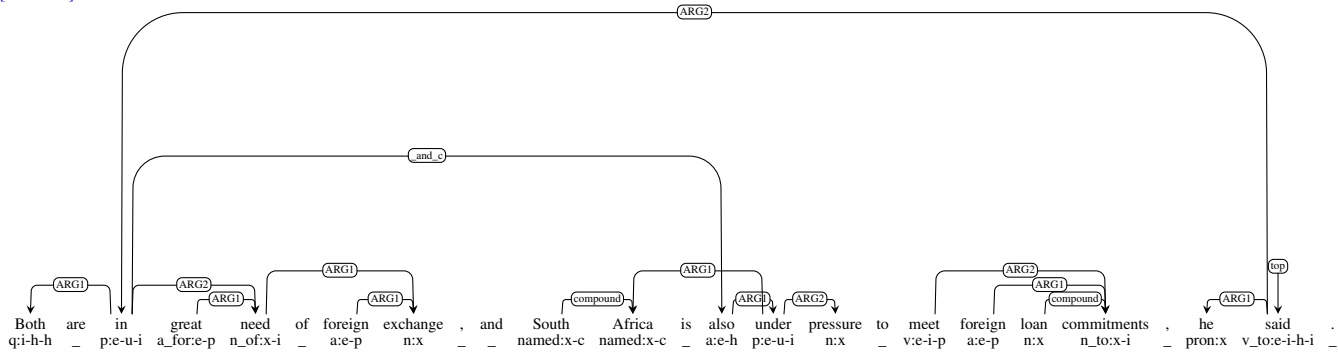 ARG2
_and_c
top
ARG1 ARG2 ARG1 ARG1 ARG2
ARG1 ARG1 compound ARG1 ARG2 ARG1 compound ARG1
Both are in great need of foreign exchange , and South Africa is also under pressure to meet foreign loan commitments , he said .
q:i-h-h _ p:e-u-i a_for:e-p n_of:x-i _ a:e-p n:x _ _ named:x-c named:x-c _ a:e-h p:e-u-i n:x _ v:e-i-p a:e-p n:x n_to:x-i _ pron:x v_to:e-i-h-i _